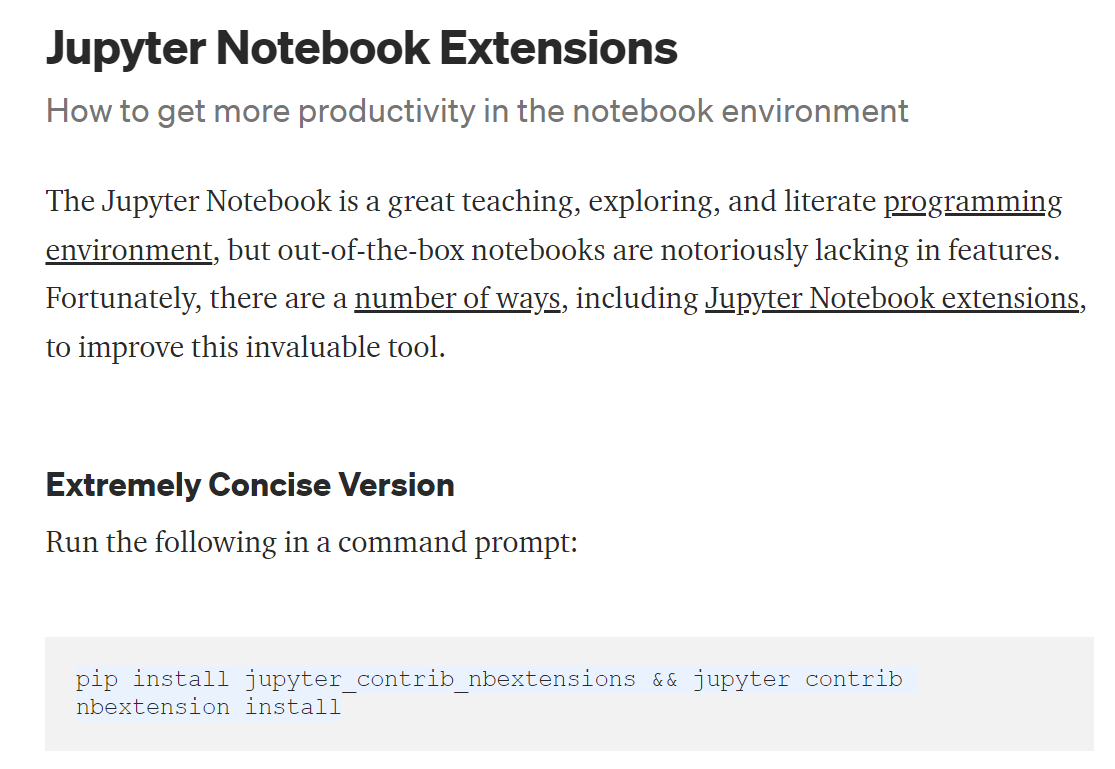 Jupyter Notebook Extensions
How to get more productivity in the notebook environment
The Jupyter Notebook is a great teaching, exploring, and literate programming
environment, but out-of-the-box notebooks are notoriously lacking in features.
Fortunately, there are a number of ways, including Jupyter Notebook extensions,
to improve this invaluable tool.
Extremely Concise Version
Run the following in a command prompt:
pip install jupyter_contrib_nbextensions && jupyter contrib
nbextension install